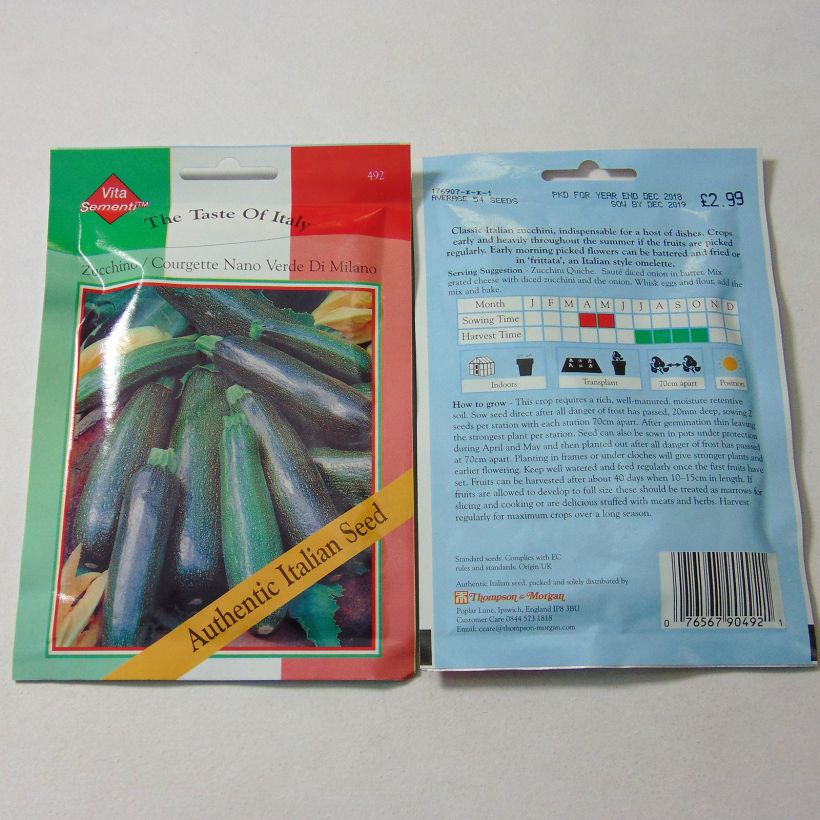 Vita
Sementi™
492
The Taste Of Italy
Zucchino / Courgette Nano Verde Di Milano
Authentic Italian Seed
176907-x-x-1
AVERAGE 54 SEEDS
PKD FOR YEAR END DEC 2018
SOW BY DEC 2019
£2.99
Classic Italian zucchini, indispensable for a host of dishes. Crops
early and heavily throughout the summer if the fruits are picked
regularly. Early morning picked flowers can be battered and fried or
in 'frittata', an Italian style omelette.
Serving Suggestion - Zucchini Quiche. Sauté diced onion in butter. Mix
grated cheese with diced zucchini and the onion. Whisk eggs and flour, add the
mix and bake.
Month J F M A M J J A S O N D
Sowing Time
Harvest Time
Indoors
Transplant
70cm apart
Position
How to grow - This crop requires a rich, well-manured, moisture retentive
soil. Sow seed direct after all danger of frost has passed, 20mm deep, sowing 2
seeds per station with each station 70cm apart. After germination thin leaving
the strongest plant per station. Seed can also be sown in pots under protection
during April and May and then planted out after all danger of frost has passed
at 70cm apart. Planting in frames or under cloches will give stronger plants and
earlier flowering. Keep well watered and feed regularly once the first fruits have
set. Fruits can be harvested after about 40 days when 10-15cm in length. If
fruits are allowed to develop to full size these should be treated as marrows for
slicing and cooking or are delicious stuffed with meats and herbs. Harvest
regularly for maximum crops over a long season.
Standard seeds. Complies with EC
rules and standards. Origin UK
Authentic Italian seed, packed and solely distributed by
Thompson & Morgan
Poplar Lane, Ipswich, England IP8 3BU
Customer Care 0844 573 1818
Email: ccare@thompson-morgan.com
0 76567 90492 1